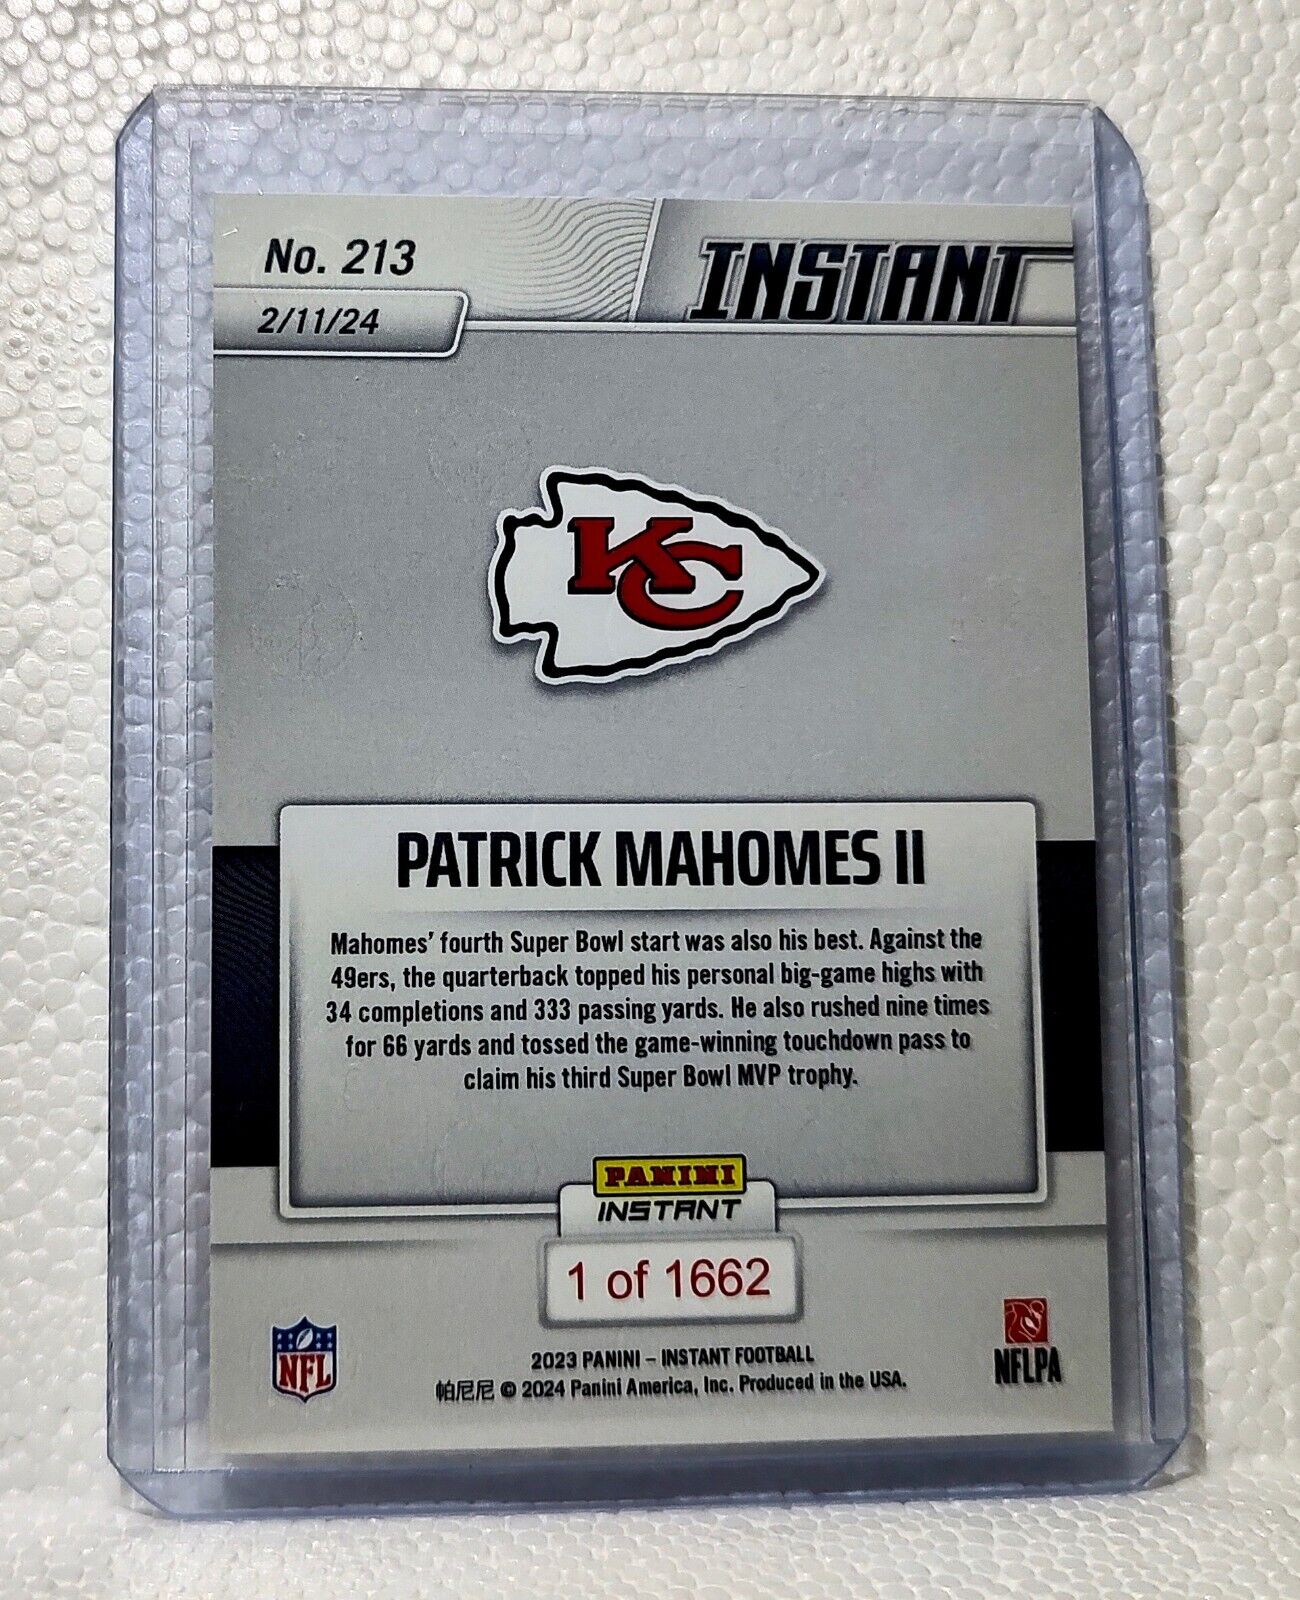 No. 213
INSTANT
2/11/24
KC
PATRICK MAHOMES II
Mahomes' fourth Super Bowl start was also his best. Against the
49ers, the quarterback topped his personal big-game highs with
34 completions and 333 passing yards. He also rushed nine times
for 66 yards and tossed the game-winning touchdown pass to
claim his third Super Bowl MVP trophy.
PANINI
INSTANT
1 of 1662
NFL
NFLPA
2023 PANINI – INSTANT FOOTBALL
帕尼尼 © 2024 Panini America, Inc. Produced in the USA.